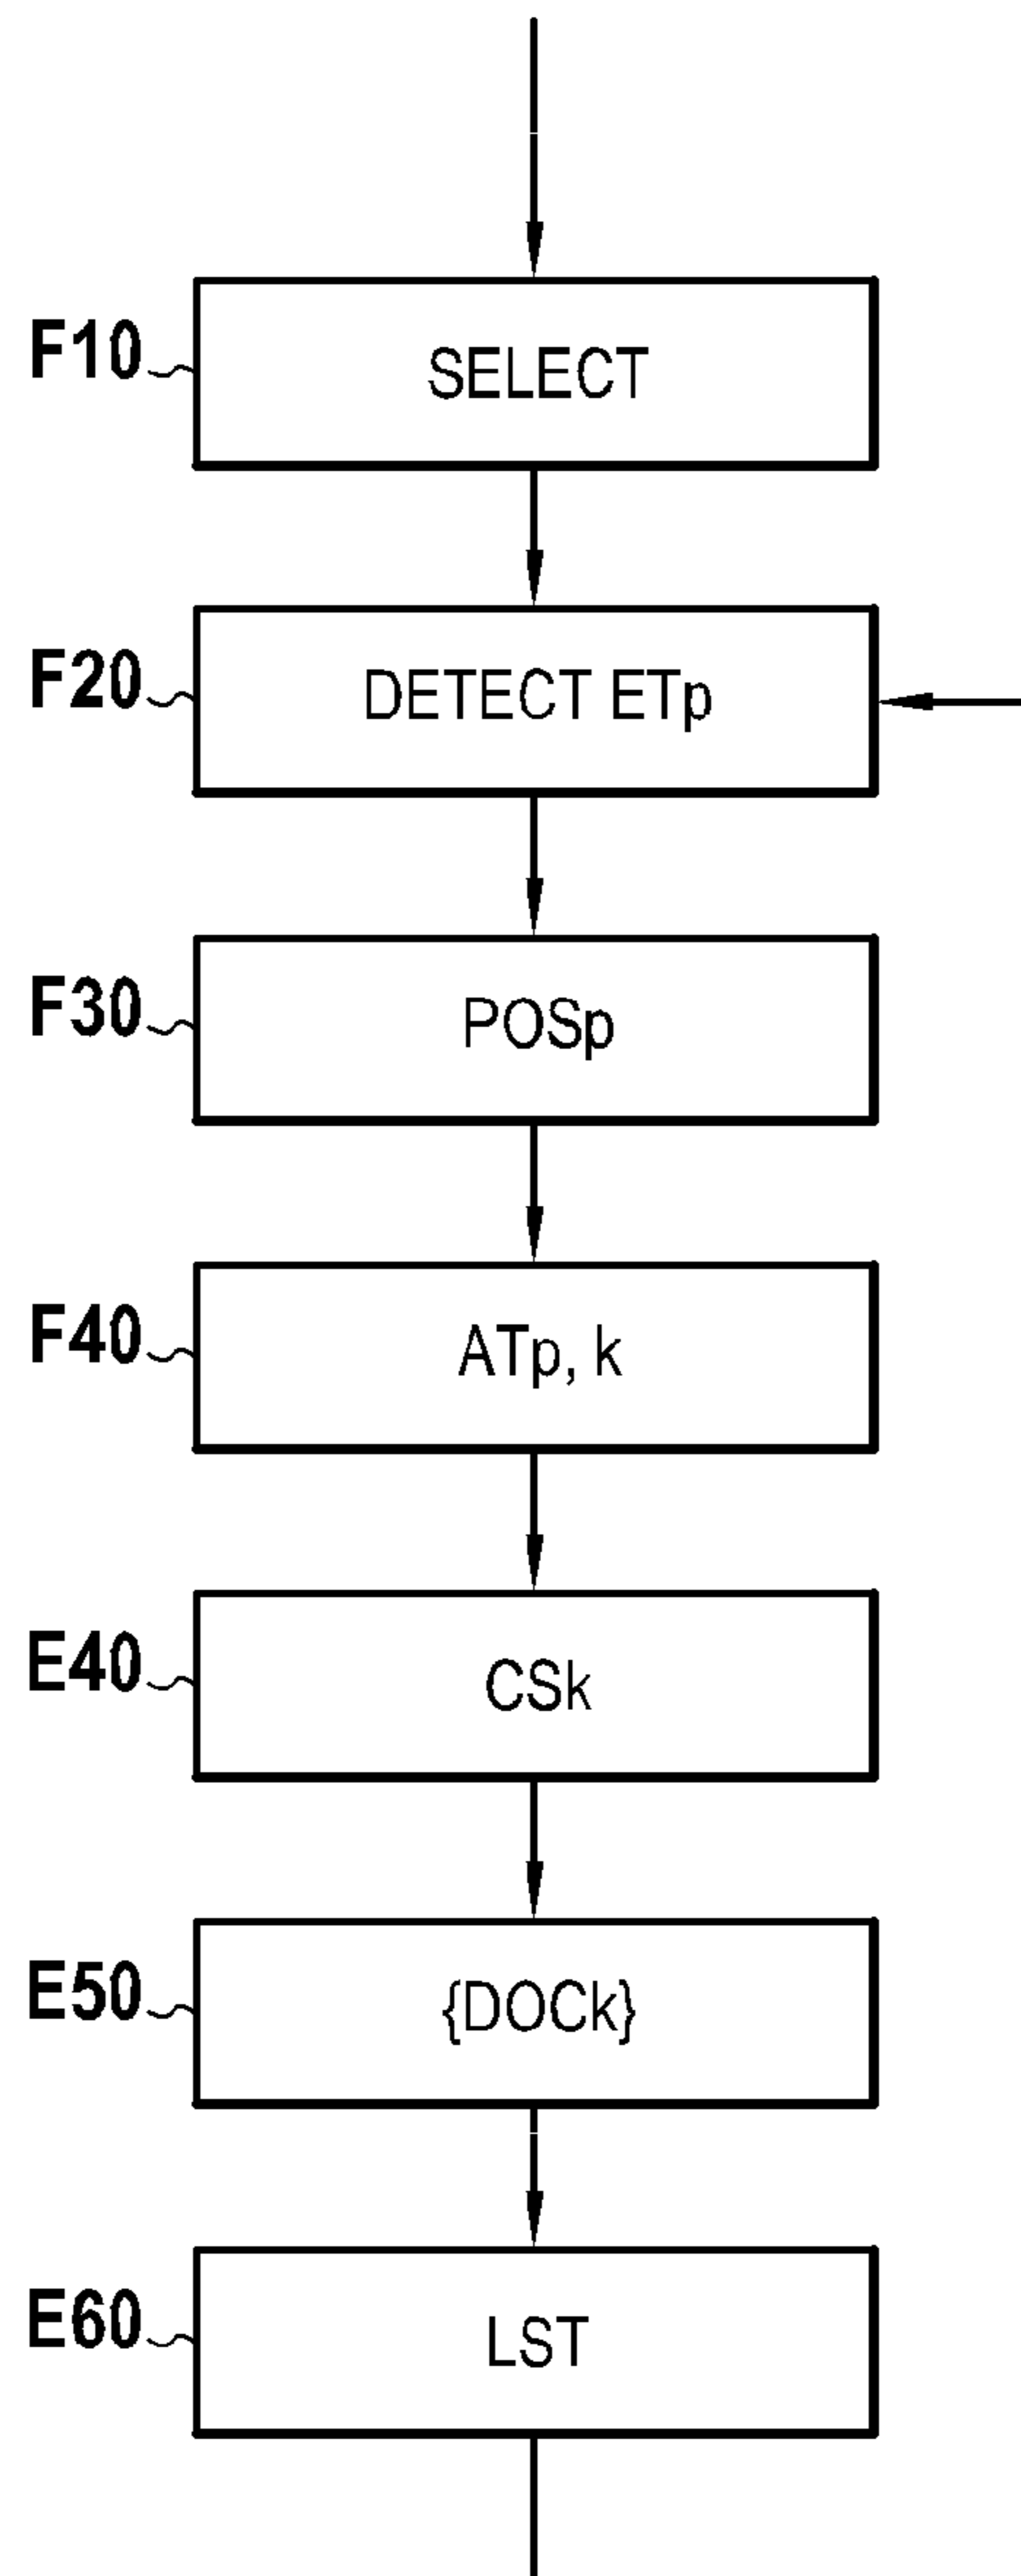 F10 SELECT
F20 DETECT ETp
F30 POSp
F40 ATp, k
E40 CSk
E50 {DOCk}
E60 LST